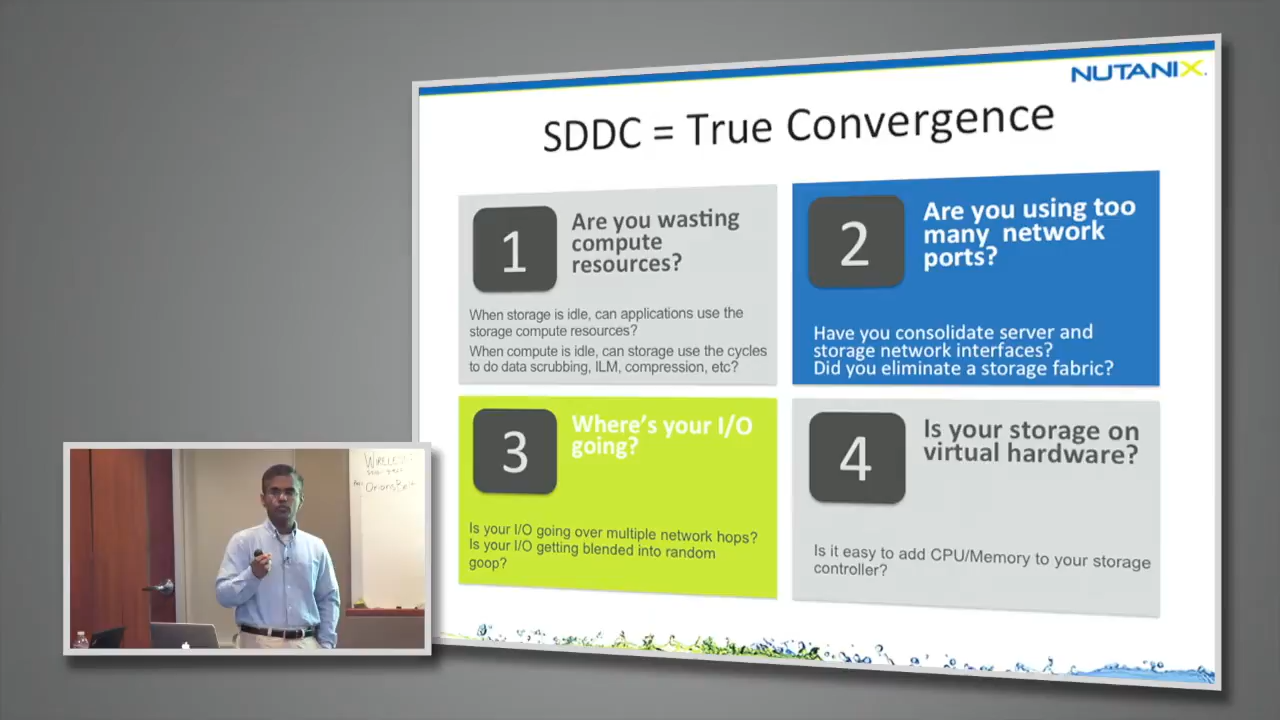 NUTANIX
SDDC = True Convergence
1
Are you wasting
compute
resources?
When storage is idle, can applications use the
storage compute resources?
When compute is idle, can storage use the cycles
to do data scrubbing, ILM, compression, etc?
2
Are you using too
many network
ports?
Have you consolidate server and
storage network interfaces?
Did you eliminate a storage fabric?
3
Where's your I/O
going?
Is your I/O going over multiple network hops?
Is your I/O getting blended into random
goop?
4
Is your storage on
virtual hardware?
Is it easy to add CPU/Memory to your storage
controller?